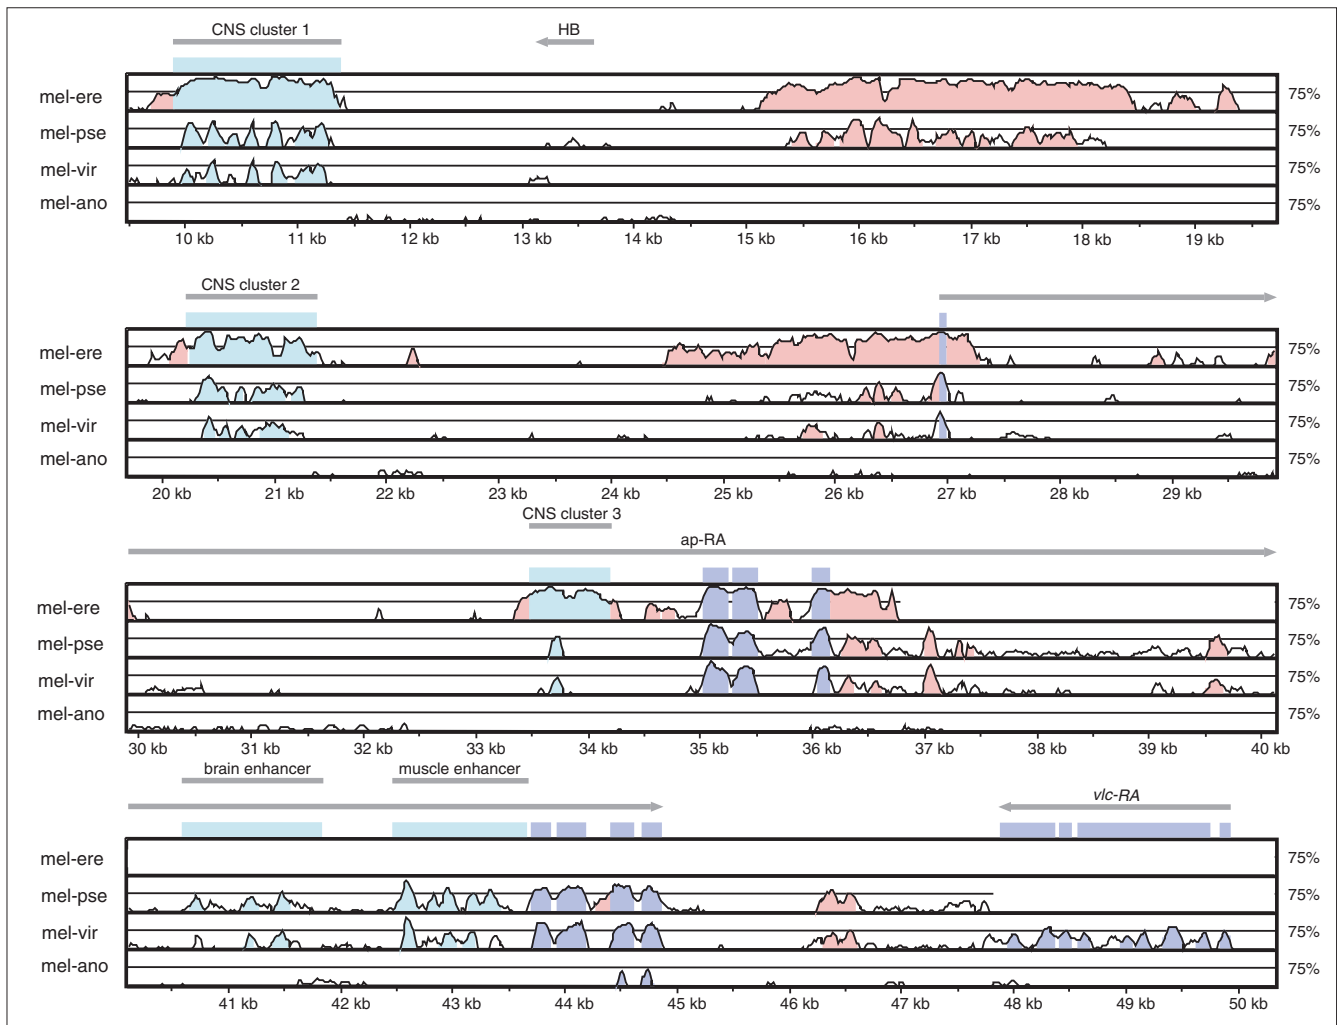 CNS cluster 1 HB
mel-ere 75%
mel-pse 75%
mel-vir 75%
mel-ano 75%
10 kb 11 kb 12 kb 13 kb 14 kb 15 kb 16 kb 17 kb 18 kb 19 kb
CNS cluster 2
mel-ere 75%
mel-pse 75%
mel-vir 75%
mel-ano 75%
20 kb 21 kb 22 kb 23 kb 24 kb 25 kb 26 kb 27 kb 28 kb 29 kb
CNS cluster 3
ap-RA
mel-ere 75%
mel-pse 75%
mel-vir 75%
mel-ano 75%
30 kb 31 kb 32 kb 33 kb 34 kb 35 kb 36 kb 37 kb 38 kb 39 kb 40 kb
brain enhancer muscle enhancer
vlc-RA
mel-ere 75%
mel-pse 75%
mel-vir 75%
mel-ano 75%
41 kb 42 kb 43 kb 44 kb 45 kb 46 kb 47 kb 48 kb 49 kb 50 kb